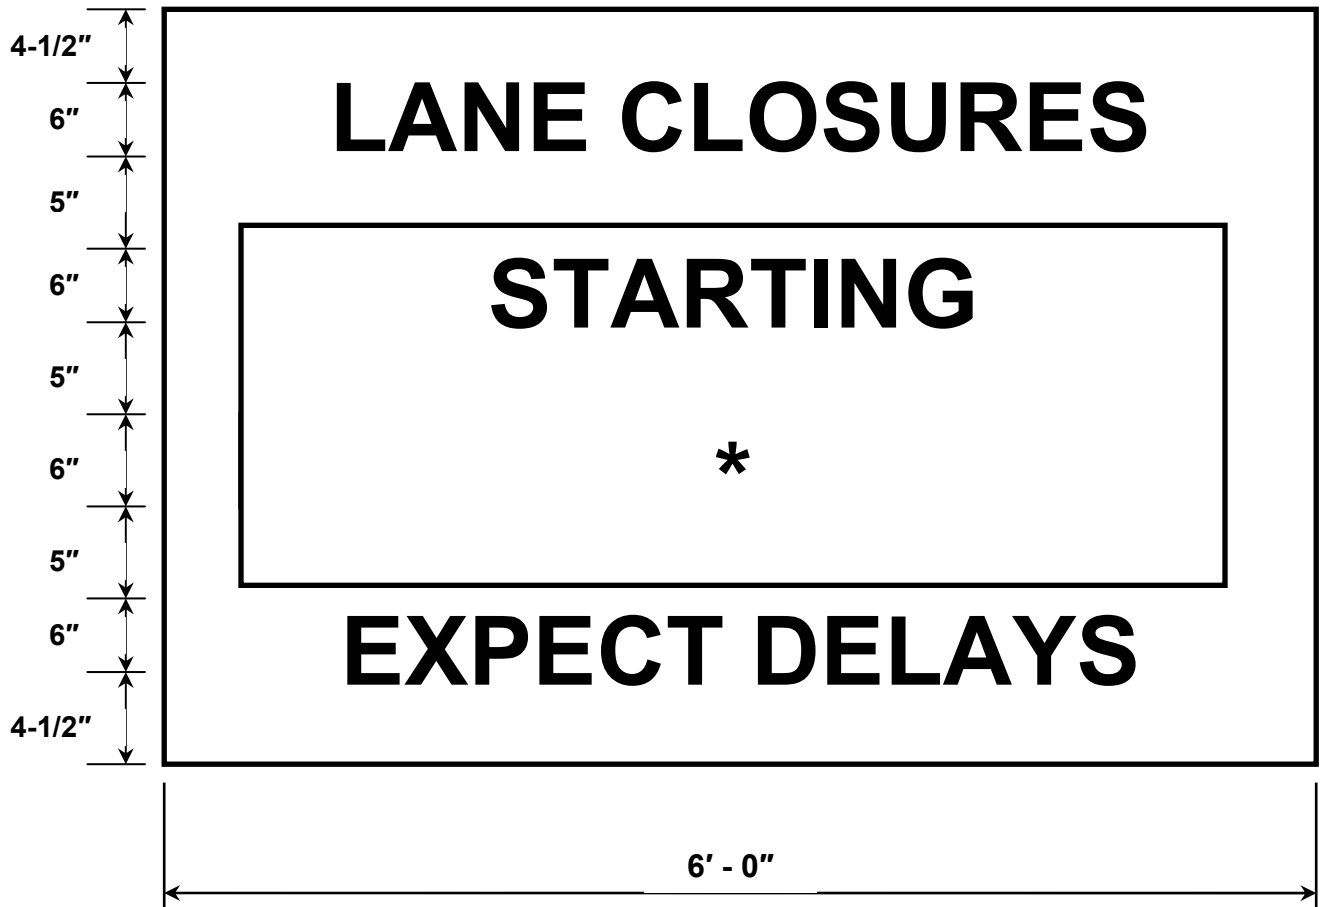 4-1/2″
6″
LANE CLOSURES
5″
6″
STARTING
5″
6″
*
5″
6″
EXPECT DELAYS
4-1/2″
6′ - 0″